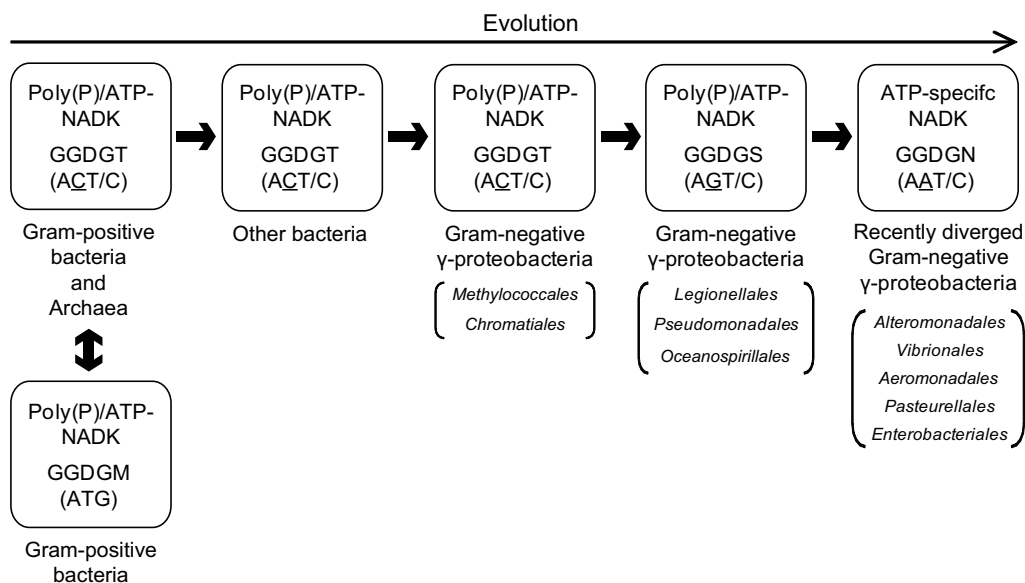 Evolution
Poly(P)/ATP-
NADK
GGDGT
(ACT/C)
Gram-positive
bacteria
and
Archaea
Poly(P)/ATP-
NADK
GGDGM
(ATG)
Gram-positive
bacteria
Poly(P)/ATP-
NADK
GGDGT
(ACT/C)
Other bacteria
Poly(P)/ATP-
NADK
GGDGT
(ACT/C)
Gram-negative
γ-proteobacteria
Methylococcales
Chromatiales
Poly(P)/ATP-
NADK
GGDGS
(AGT/C)
Gram-negative
γ-proteobacteria
Legionellales
Pseudomonadales
Oceanospirillales
ATP-specifc
NADK
GGDGN
(AAT/C)
Recently diverged
Gram-negative
γ-proteobacteria
Alteromonadales
Vibrionales
Aeromonadales
Pasteurellales
Enterobacteriales